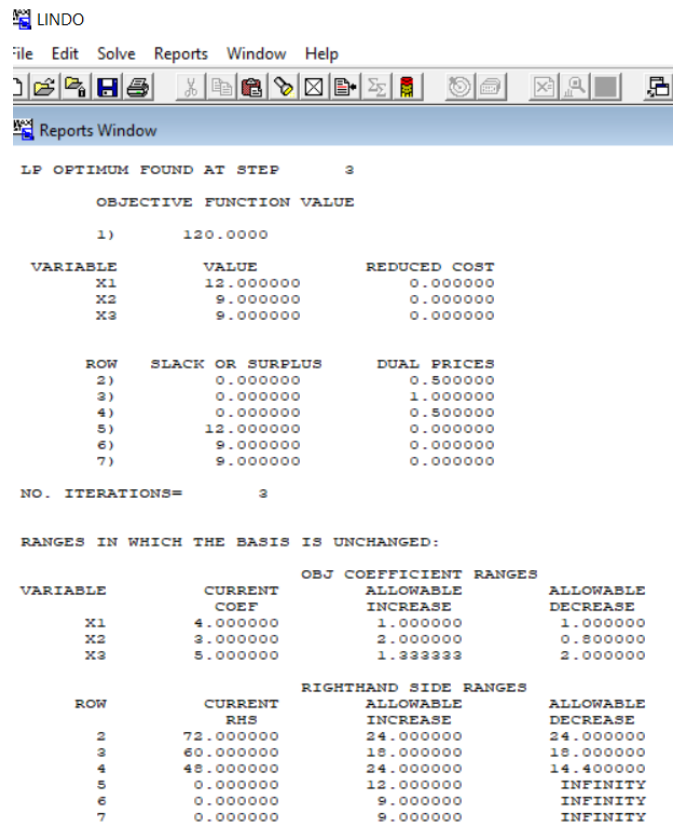 LINDO
File Edit Solve Reports Window Help
Reports Window
LP OPTIMUM FOUND AT STEP 3
OBJECTIVE FUNCTION VALUE
1) 120.0000
VARIABLE VALUE REDUCED COST
X1 12.000000 0.000000
X2 9.000000 0.000000
X3 9.000000 0.000000
ROW SLACK OR SURPLUS DUAL PRICES
2) 0.000000 0.500000
3) 0.000000 1.000000
4) 0.000000 0.500000
5) 12.000000 0.000000
6) 9.000000 0.000000
7) 9.000000 0.000000
NO. ITERATIONS= 3
RANGES IN WHICH THE BASIS IS UNCHANGED:
OBJ COEFFICIENT RANGES
VARIABLE CURRENT ALLOWABLE ALLOWABLE
COEF INCREASE DECREASE
X1 4.000000 1.000000 1.000000
X2 3.000000 2.000000 0.800000
X3 5.000000 1.333333 2.000000
RIGHTHAND SIDE RANGES
ROW CURRENT ALLOWABLE ALLOWABLE
RHS INCREASE DECREASE
2 72.000000 24.000000 24.000000
3 60.000000 18.000000 18.000000
4 48.000000 24.000000 14.400000
5 0.000000 12.000000 INFINITY
6 0.000000 9.000000 INFINITY
7 0.000000 9.000000 INFINITY